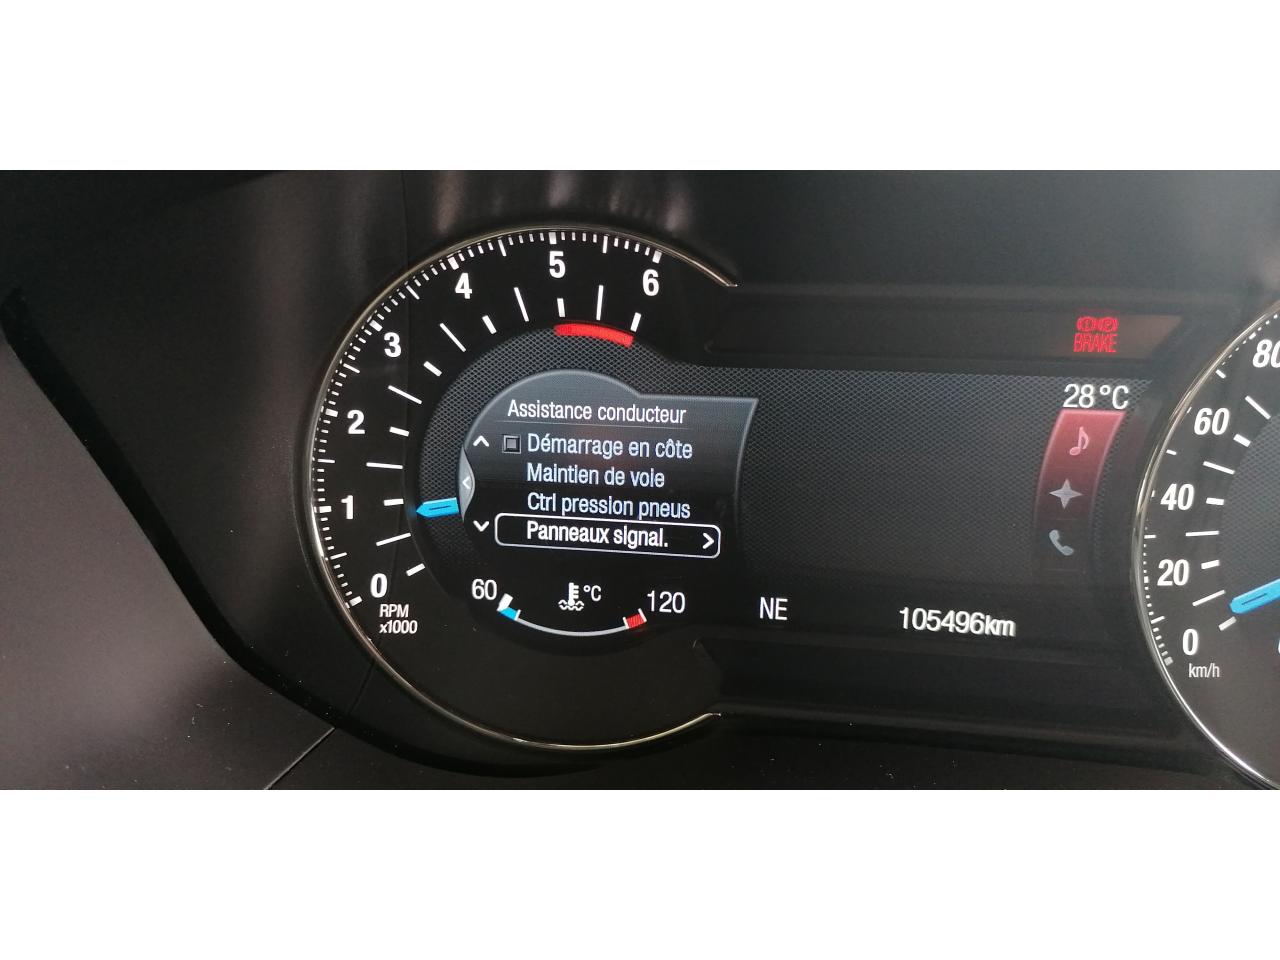 6
5
4
3
2
1
0
RPM
x1000
Assistance conducteur
Démarrage en côte
Maintien de voie
Ctrl pression pneus
Panneaux signal.
60
°C
120
NE
105496km
BRAKE
28°C
80
60
40
20
0
km/h